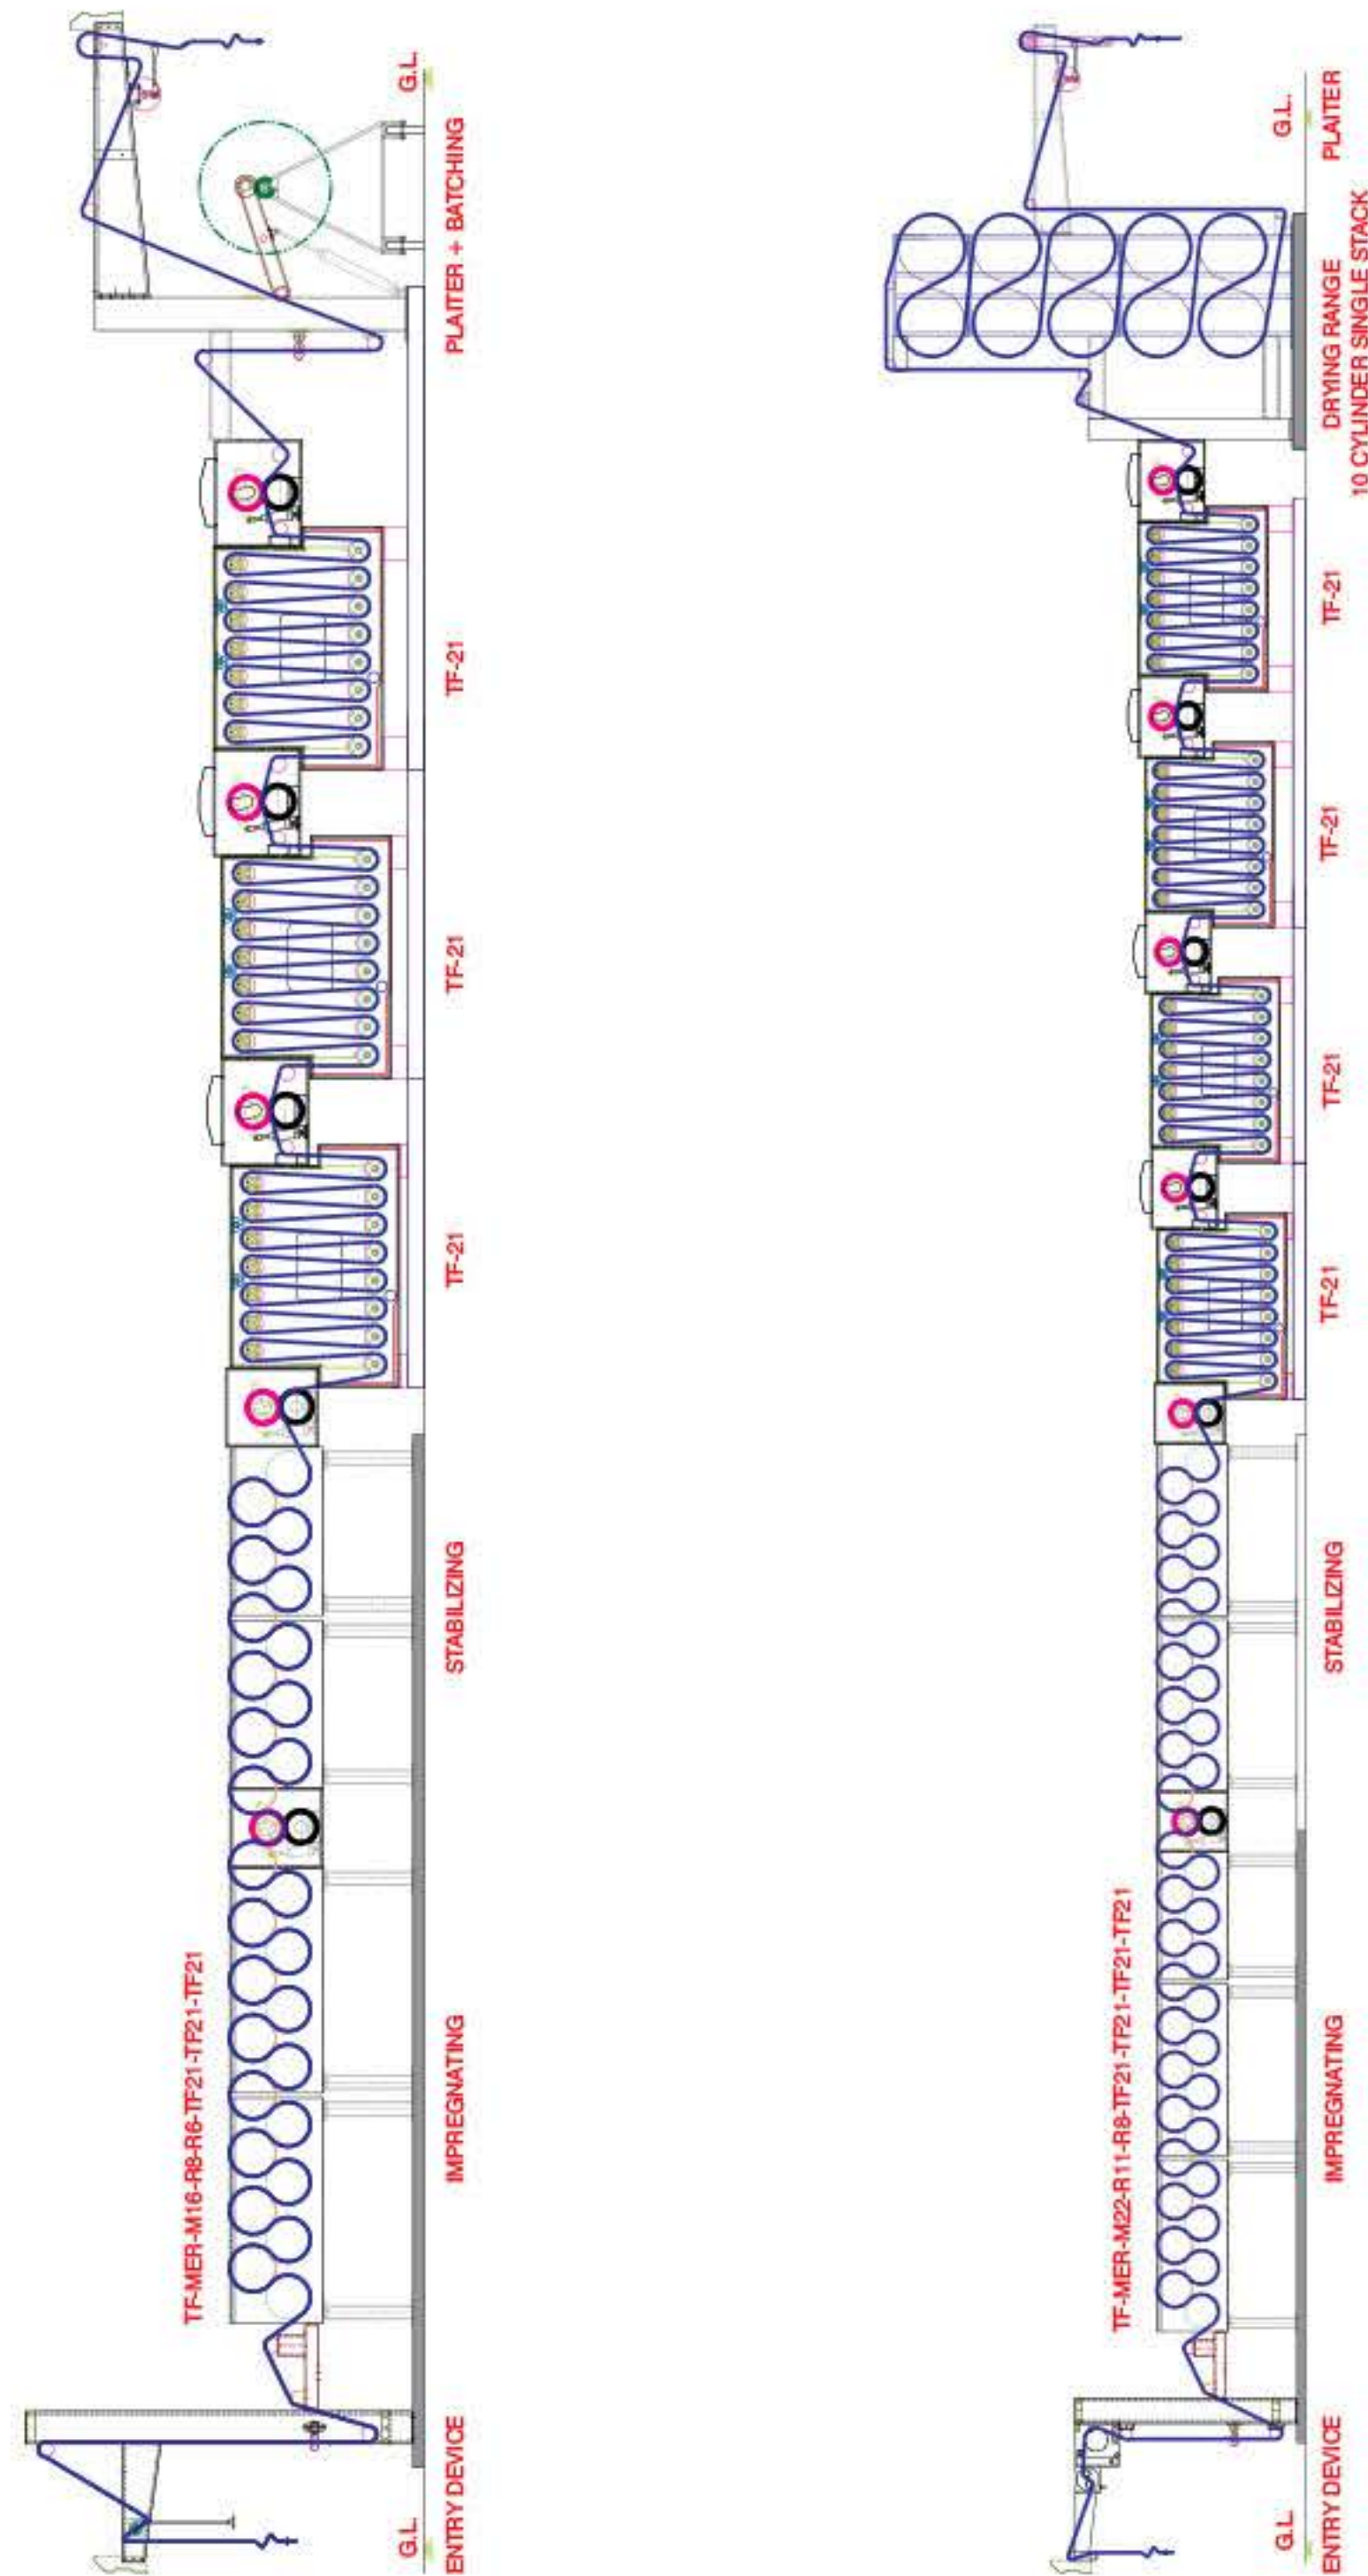 TF-MER-M16-R8-R6-TF21-TF21-TF21
G.L.
G.L.
ENTRY DEVICE
IMPREGNATING
STABILIZING
TF-21
TF-21
TF-21
PLAITER + BATCHING
TF-MER-M22-R11-R8-TF21-TF21-TF21-TF21
G.L.
G.L.
ENTRY DEVICE
IMPREGNATING
STABILIZING
TF-21
TF-21
TF-21
TF-21
DRYING RANGE
10 CYLINDER SINGLE STACK
PLAITER